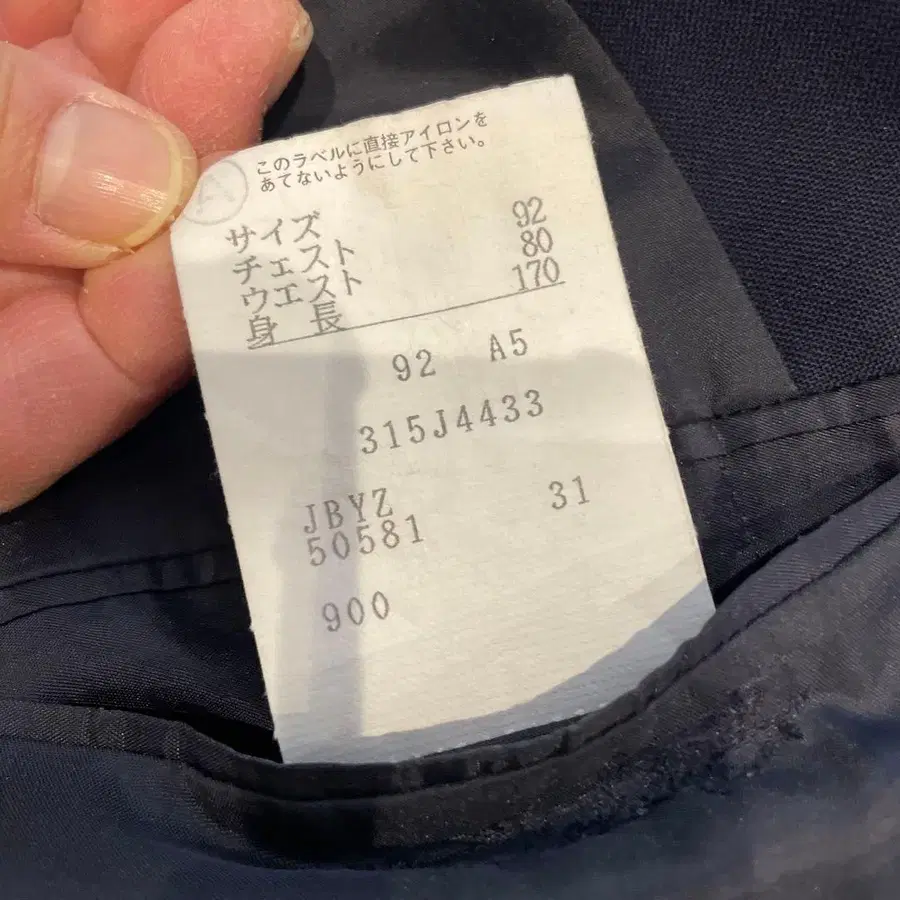 Ⓐ このラベルに直接アイロンを
あてないようにして下さい。
サイズ
チェスト 92
ウエスト 80
身 長 170
92 A5
315J4433
JBYZ 31
50581
900